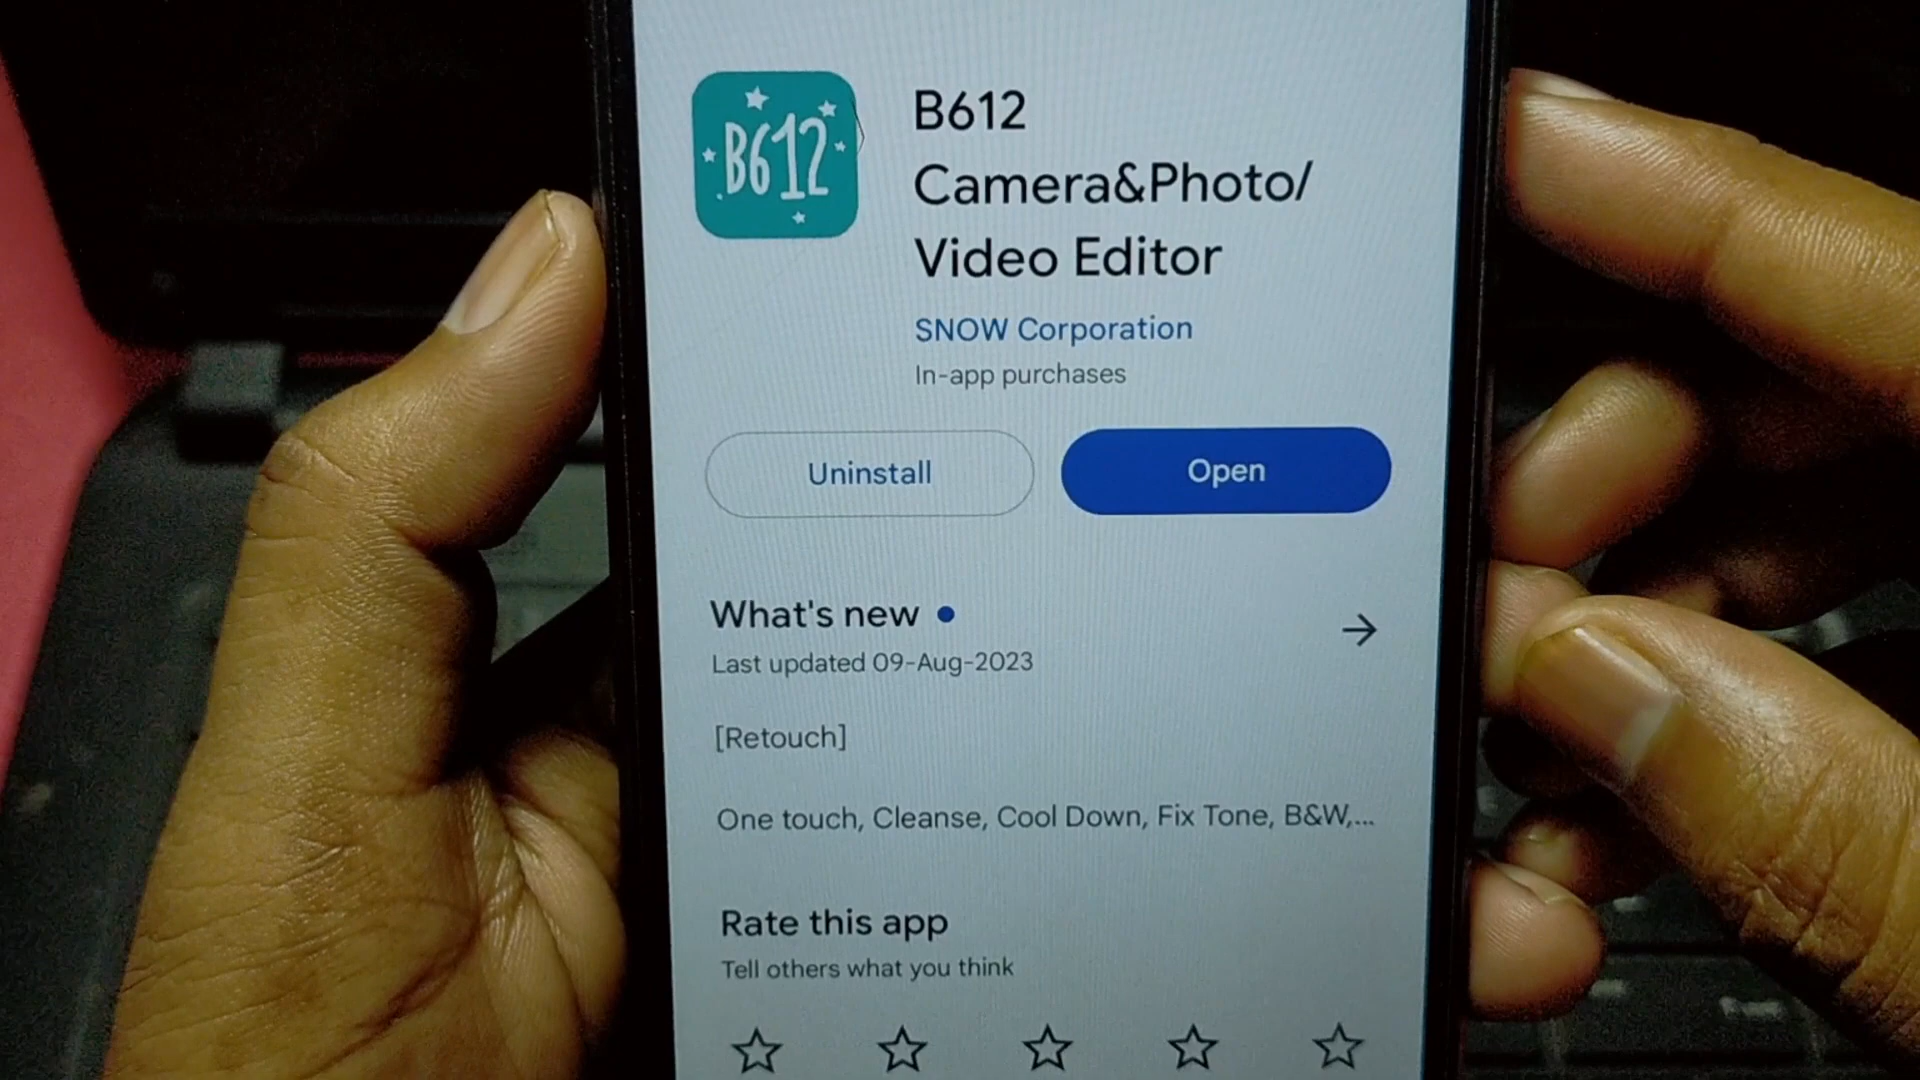 B612
B612
Camera&Photo/
Video Editor
SNOW Corporation
In-app purchases
Uninstall
Open
What's new
Last updated 09-Aug-2023
[Retouch]
One touch, Cleanse, Cool Down, Fix Tone, B&W,...
Rate this app
Tell others what you think